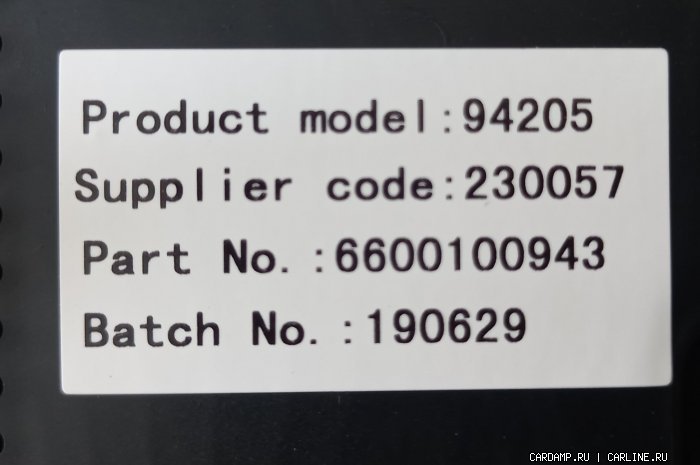 Product model:94205
Supplier code:230057
Part No.:6600100943
Batch No.:190629
CARDAMP.RU | CARLINE.RU